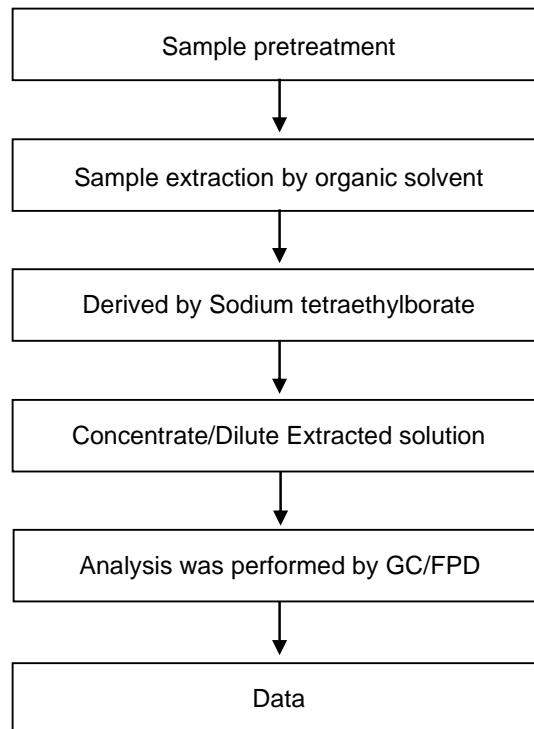 Sample pretreatment
Sample extraction by organic solvent
Derived by Sodium tetraethylborate
Concentrate/Dilute Extracted solution
Analysis was performed by GC/FPD
Data